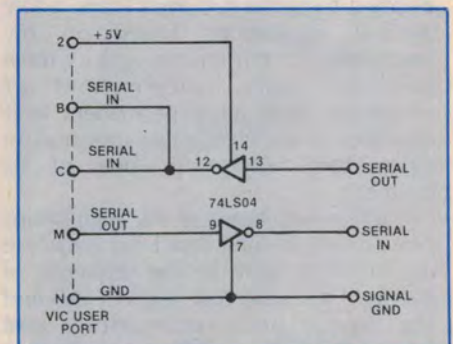 2 +5V
SERIAL
IN
B
14
SERIAL
IN
C 12 13 SERIAL
OUT
74LS04
SERIAL
OUT
M 9 8 SERIAL
IN
7
N GND SIGNAL
GND
VIC USER
PORT